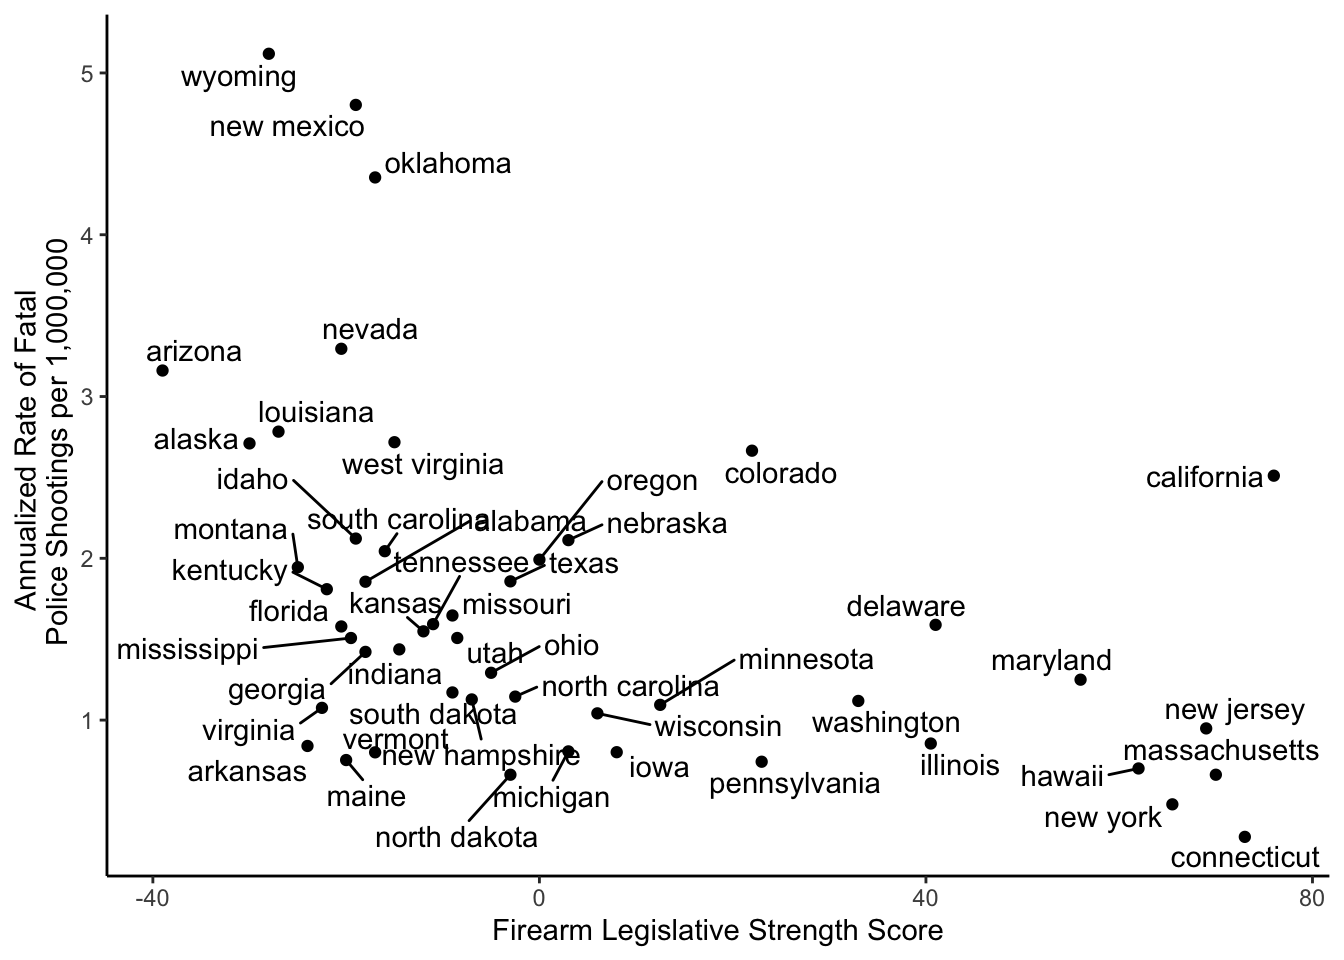 5
wyoming
new mexico
oklahoma
4
nevada
arizona
3
louisiana
alaska
west virginia
colorado
california
idaho
oregon
south carolina
alabama
nebraska
montana
2
tennessee
texas
kentucky
kansas
missouri
delaware
florida
mississippi
utah
ohio
minnesota
maryland
indiana
georgia
north carolina
new jersey
south dakota
1
virginia
wisconsin
washington
vermont
new hampshire
massachusetts
arkansas
iowa
illinois
hawaii
pennsylvania
maine
michigan
new york
north dakota
connecticut
Annualized Rate of Fatal
Police Shootings per 1,000,000
-40 0 40 80
Firearm Legislative Strength Score